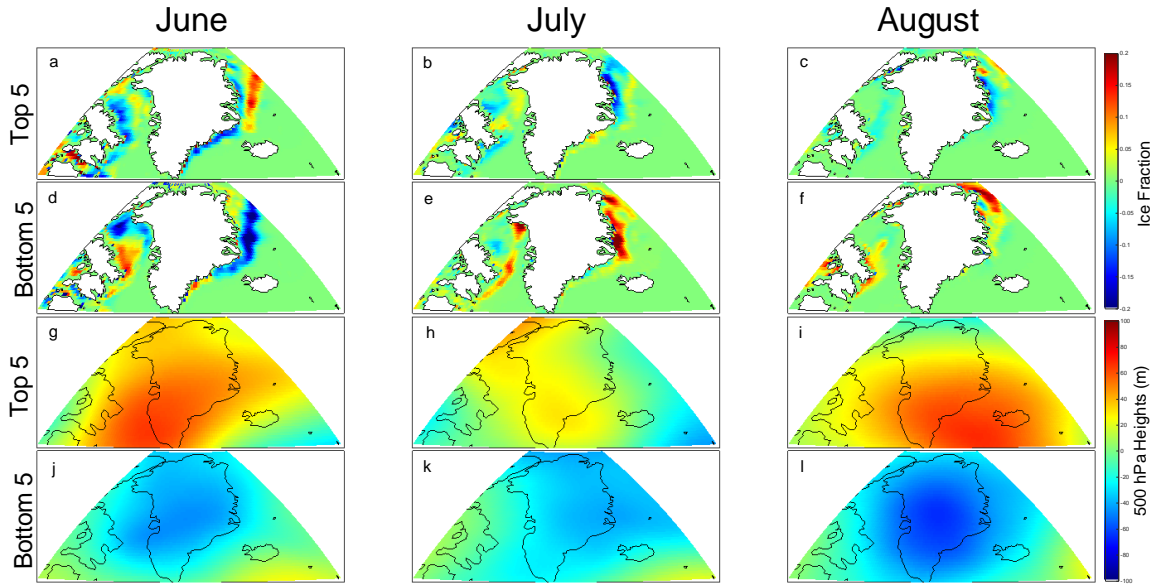 June July August
Top 5 a b c
Bottom 5 d e f
0.2
0.15
0.1
0.05
0
-0.05
-0.1
-0.15
-0.2
Ice Fraction
Top 5 g h i
Bottom 5 j k l
100
80
60
40
20
0
-20
-40
-60
-80
-100
500 hPa Heights (m)